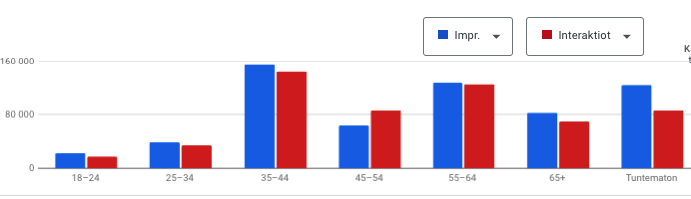 Impr.
Interaktiot
K
160 000
80 000
0
18–24
25–34
35–44
45–54
55–64
65+
Tuntematon